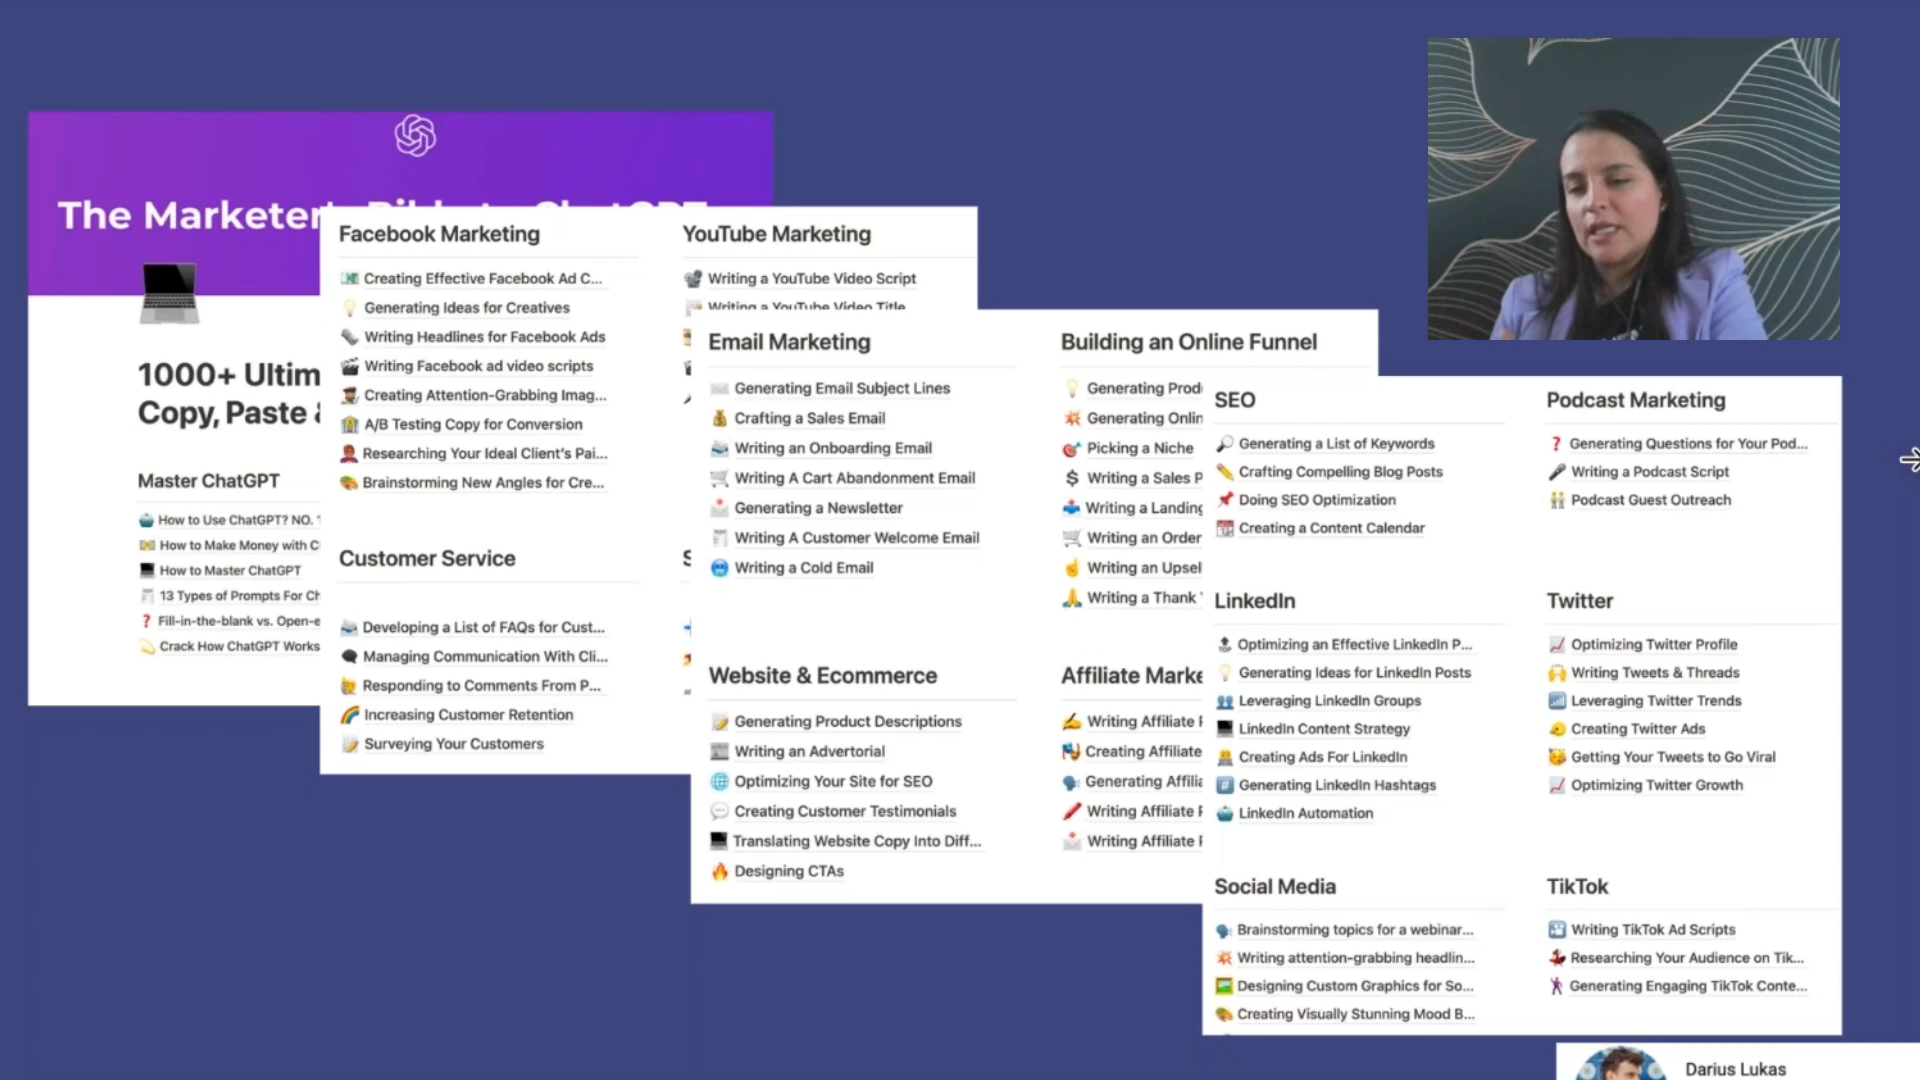 The Marketer's Bible to ChatGPT
1000+ Ultim
Copy, Paste &
Master ChatGPT
How to Use ChatGPT? NO.
How to Make Money with C
How to Master ChatGPT
13 Types of Prompts For Ch
Fill-in-the-blank vs. Open-e
Crack How ChatGPT Works
Facebook Marketing
Creating Effective Facebook Ad C...
Generating Ideas for Creatives
Writing Headlines for Facebook Ads
Writing Facebook ad video scripts
Creating Attention-Grabbing Imag...
A/B Testing Copy for Conversion
Researching Your Ideal Client's Pai...
Brainstorming New Angles for Cre...
Customer Service
Developing a List of FAQs for Cust...
Managing Communication With Cli...
Responding to Comments From P...
Increasing Customer Retention
Surveying Your Customers
YouTube Marketing
Writing a YouTube Video Script
Writing a YouTube Video Title
S
Email Marketing
Generating Email Subject Lines
Crafting a Sales Email
Writing an Onboarding Email
Writing A Cart Abandonment Email
Generating a Newsletter
Writing A Customer Welcome Email
Writing a Cold Email
Website & Ecommerce
Generating Product Descriptions
Writing an Advertorial
Optimizing Your Site for SEO
Creating Customer Testimonials
Translating Website Copy Into Diff...
Designing CTAs
Building an Online Funnel
Generating Prod
Generating Onlin
Picking a Niche
Writing a Sales P
Writing a Landing
Writing an Order
Writing an Upsel
Writing a Thank
Affiliate Marke
Writing Affiliate
Creating Affiliate
Generating Affilia
Writing Affiliate
Writing Affiliate
SEO
Generating a List of Keywords
Crafting Compelling Blog Posts
Doing SEO Optimization
Creating a Content Calendar
Podcast Marketing
Generating Questions for Your Pod...
Writing a Podcast Script
Podcast Guest Outreach
LinkedIn
Optimizing an Effective LinkedIn P...
Generating Ideas for LinkedIn Posts
Leveraging LinkedIn Groups
LinkedIn Content Strategy
Creating Ads For LinkedIn
Generating LinkedIn Hashtags
LinkedIn Automation
Twitter
Optimizing Twitter Profile
Writing Tweets & Threads
Leveraging Twitter Trends
Creating Twitter Ads
Getting Your Tweets to Go Viral
Optimizing Twitter Growth
Social Media
Brainstorming topics for a webinar...
Writing attention-grabbing headlin...
Designing Custom Graphics for So...
Creating Visually Stunning Mood B...
TikTok
Writing TikTok Ad Scripts
Researching Your Audience on Tik...
Generating Engaging TikTok Conte...
Darius Lukas